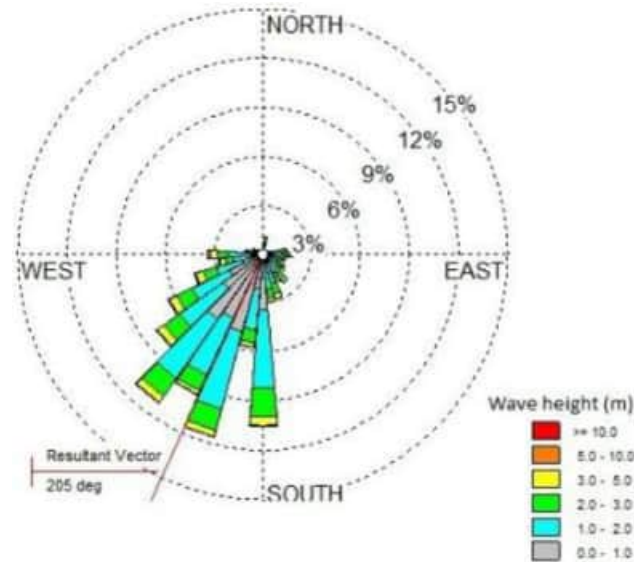 NORTH
15%
12%
9%
6%
3%
WEST
EAST
SOUTH
Resultant Vector
205 deg
Wave height (m)
>= 10.0
5.0 - 10.0
3.0 - 5.0
2.0 - 3.0
1.0 - 2.0
0.0 - 1.0